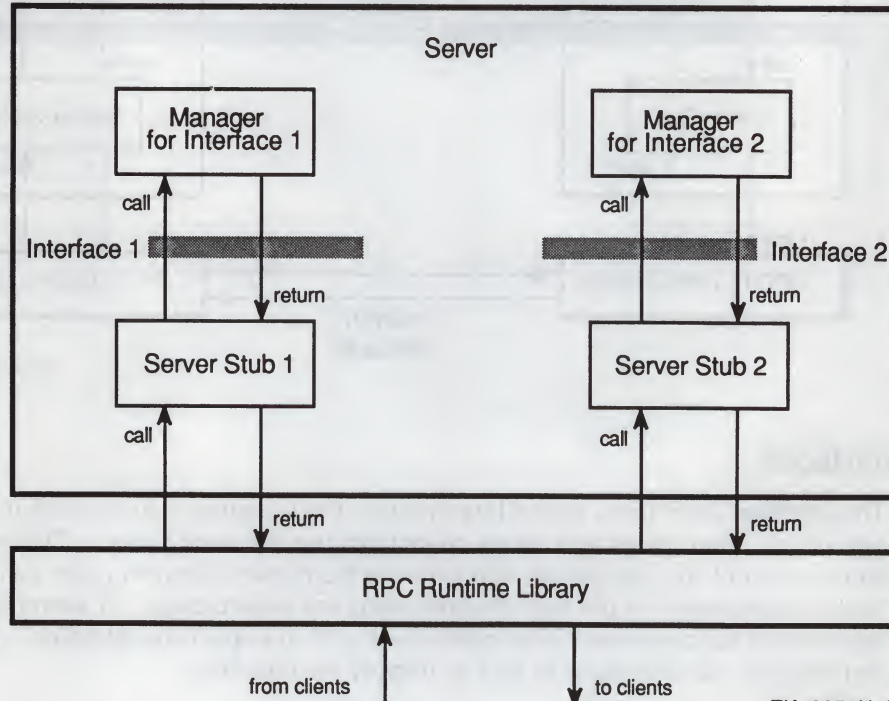 Server
Manager
for Interface 1
Manager
for Interface 2
call
call
Interface 1
Interface 2
return
return
Server Stub 1
Server Stub 2
call
call
return
return
RPC Runtime Library
from clients
to clients